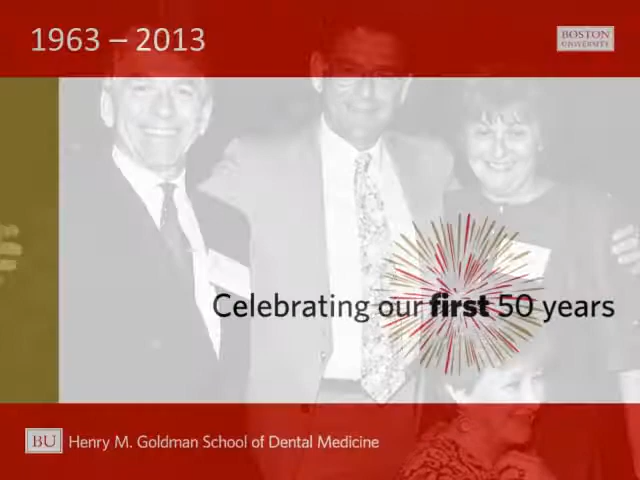 1963 – 2013
BOSTON
UNIVERSITY
Celebrating our first 50 years
BU Henry M. Goldman School of Dental Medicine